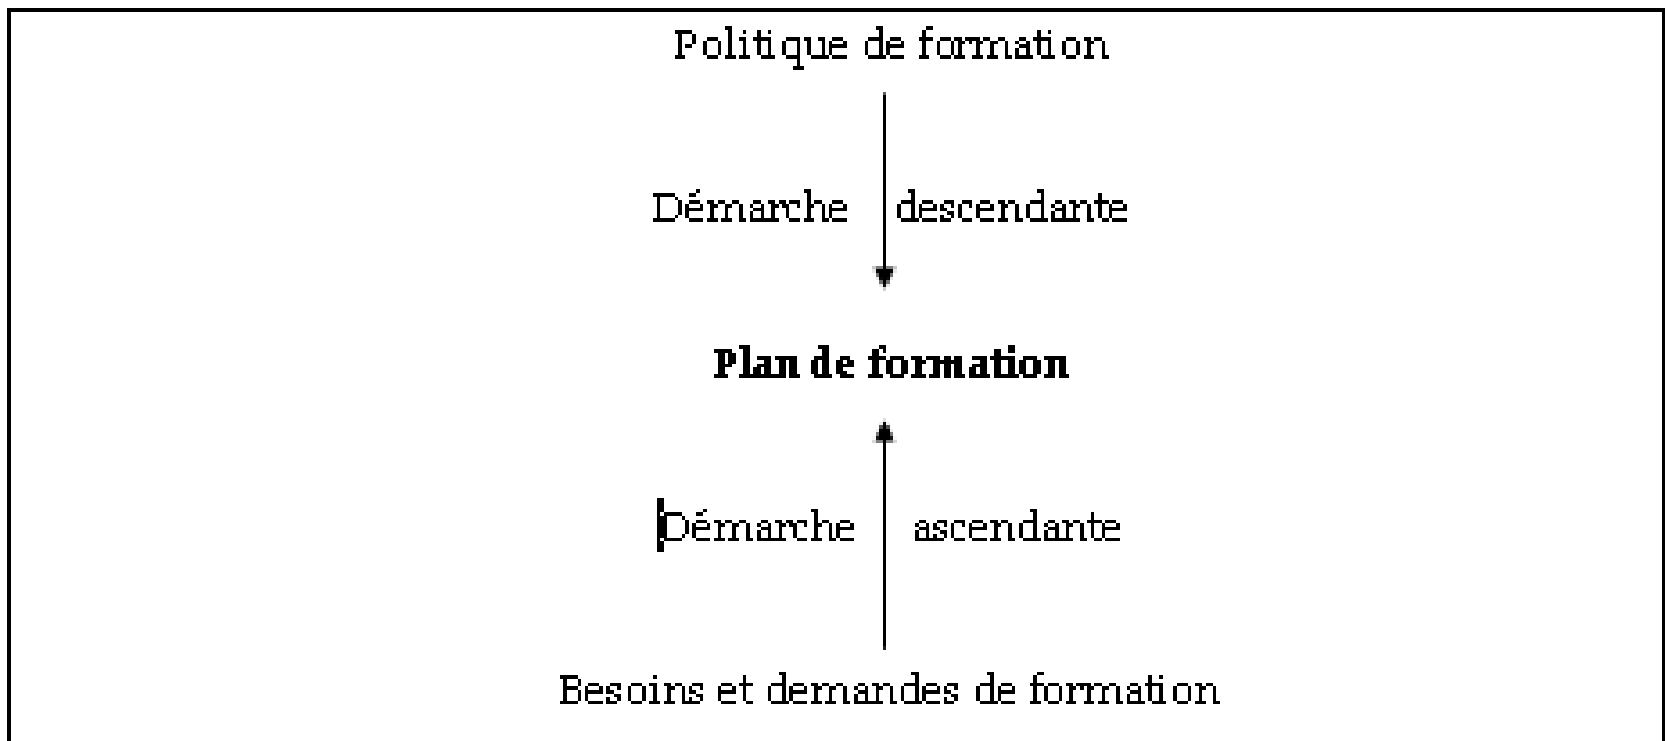 Politique de formation
Démarche descendante
Plan de formation
Démarche ascendante
Besoins et demandes de formation